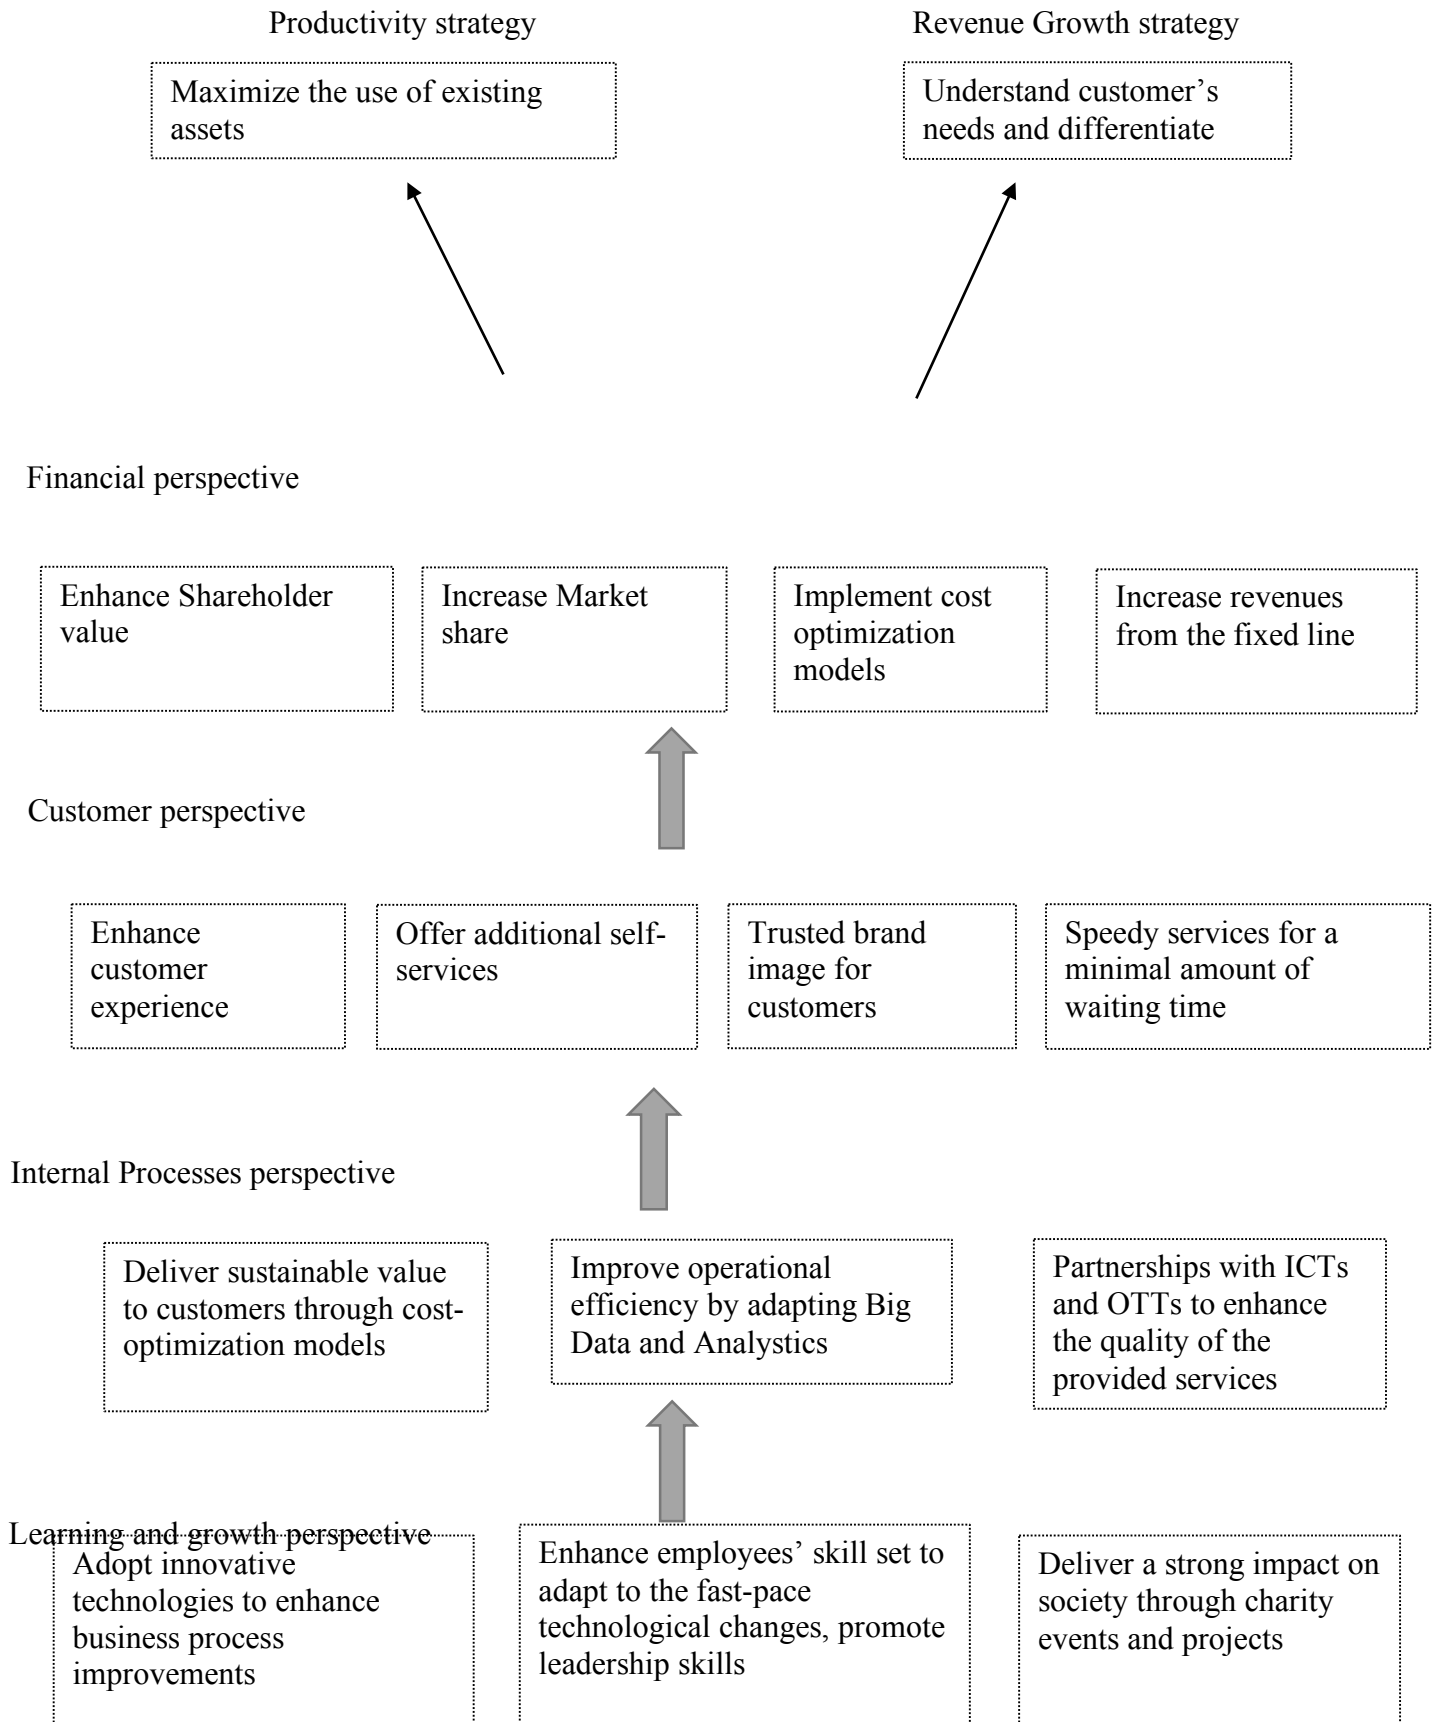 Productivity strategy
Revenue Growth strategy
Maximize the use of existing
assets
Understand customer’s
needs and differentiate
Financial perspective
Enhance Shareholder
value
Increase Market
share
Implement cost
optimization
models
Increase revenues
from the fixed line
Customer perspective
Enhance
customer
experience
Offer additional self-
services
Trusted brand
image for
customers
Speedy services for a
minimal amount of
waiting time
Internal Processes perspective
Deliver sustainable value
to customers through cost-
optimization models
Improve operational
efficiency by adapting Big
Data and Analystics
Partnerships with ICTs
and OTTs to enhance
the quality of the
provided services
Learning and growth perspective
Adopt innovative
technologies to enhance
business process
improvements
Enhance employees’ skill set to
adapt to the fast-pace
technological changes, promote
leadership skills
Deliver a strong impact on
society through charity
events and projects